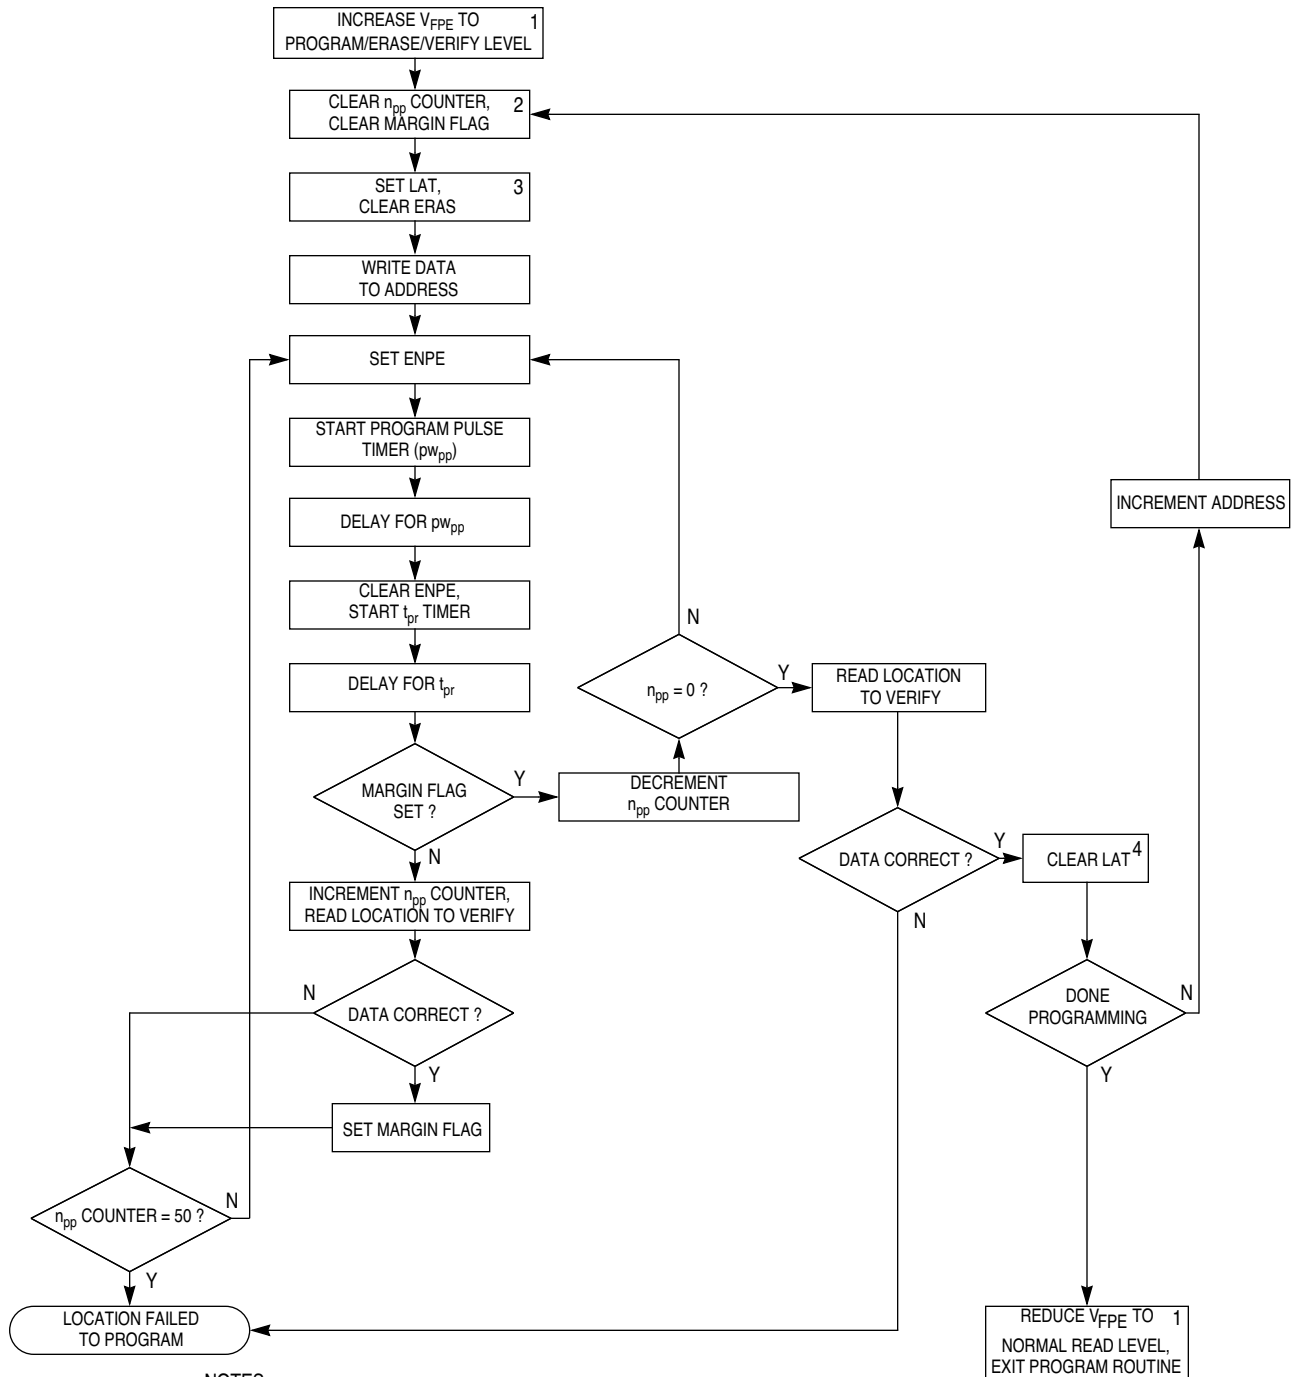 INCREASE VFPE TO 1
PROGRAM/ERASE/VERIFY LEVEL
CLEAR npp COUNTER, 2
CLEAR MARGIN FLAG
SET LAT, 3
CLEAR ERAS
WRITE DATA
TO ADDRESS
SET ENPE
START PROGRAM PULSE
TIMER (pwpp)
DELAY FOR pwpp
CLEAR ENPE,
START tpr TIMER
DELAY FOR tpr
MARGIN FLAG
SET ?
Y
N
DECREMENT
npp COUNTER
npp = 0 ?
N
Y
READ LOCATION
TO VERIFY
DATA CORRECT ?
Y
N
CLEAR LAT 4
DONE
PROGRAMMING
N
Y
INCREMENT ADDRESS
INCREMENT npp COUNTER,
READ LOCATION TO VERIFY
DATA CORRECT ?
N
Y
SET MARGIN FLAG
npp COUNTER = 50 ?
N
Y
LOCATION FAILED
TO PROGRAM
REDUCE VFPE TO 1
NORMAL READ LEVEL,
EXIT PROGRAM ROUTINE